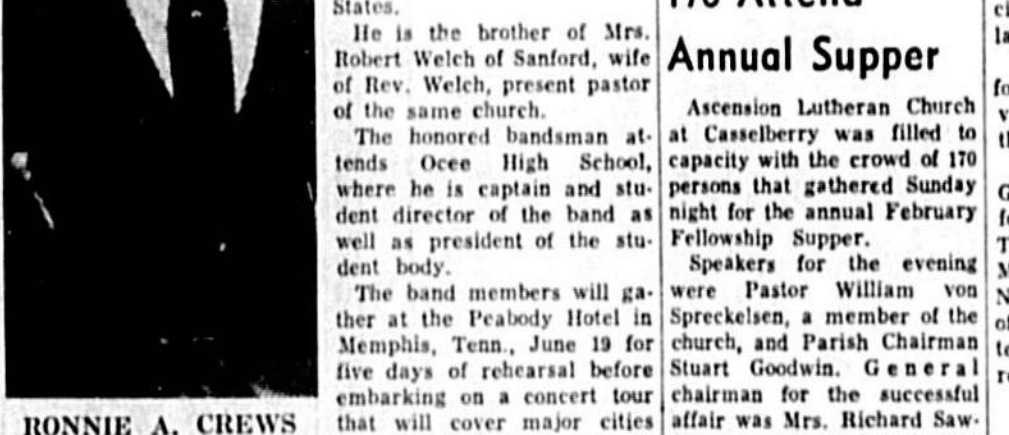 RONNIE A. CREWS
States.
He is the brother of Mrs.
Robert Welch of Sanford, wife
of Rev. Welch, present pastor
of the same church.
The honored bandsman at-
tends Ocee High School,
where he is captain and stu-
dent director of the band as
well as president of the stu-
dent body.
The band members will ga-
ther at the Peabody Hotel in
Memphis, Tenn., June 19 for
five days of rehearsal before
embarking on a concert tour
that will cover major cities
170 Attend
Annual Supper
Ascension Lutheran Church
at Casselberry was filled to
capacity with the crowd of 170
persons that gathered Sunday
night for the annual February
Fellowship Supper.
Speakers for the evening
were Pastor William von
Spreckelsen, a member of the
church, and Parish Chairman
Stuart Goodwin. General
chairman for the successful
affair was Mrs. Richard Saw-